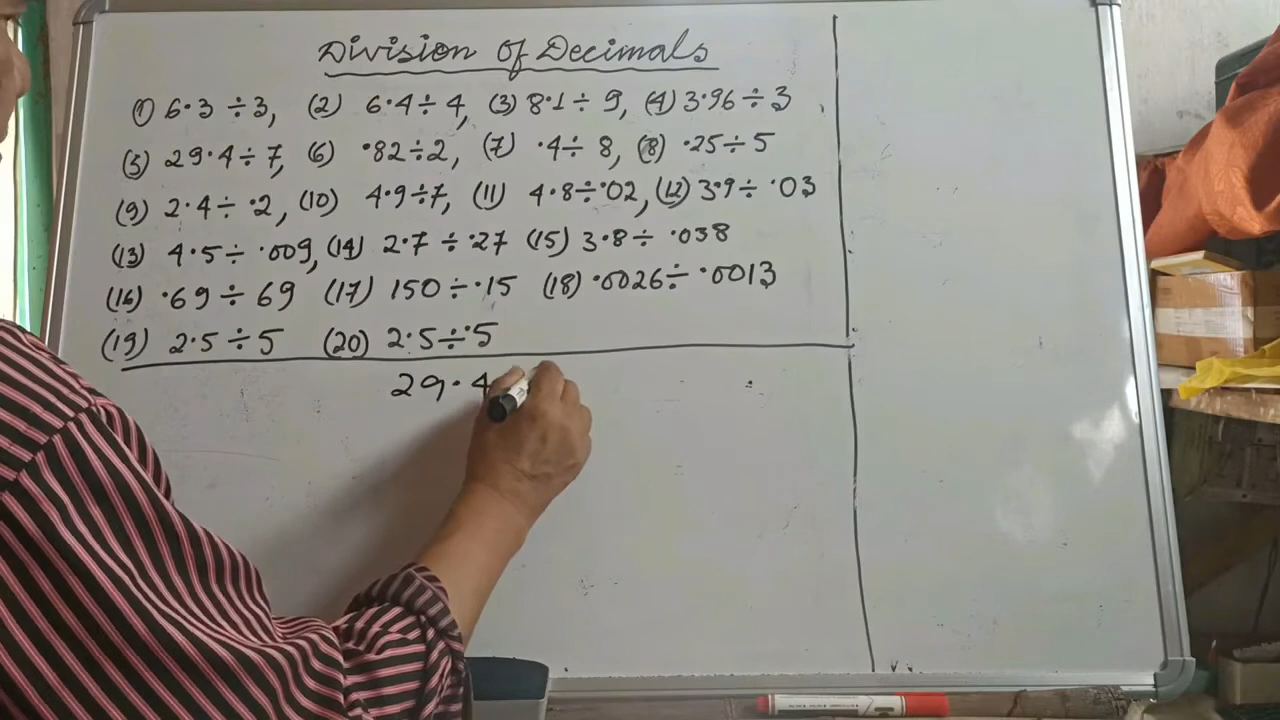 Division of Decimals
(1) 6.3 ÷ 3, (2) 6.4 ÷ 4, (3) 8.1 ÷ 9, (4) 3.96 ÷ 3
(5) 29.4 ÷ 7, (6) .82 ÷ 2, (7) .4 ÷ 8, (8) .25 ÷ 5
(9) 2.4 ÷ .2, (10) 4.9 ÷ 7, (11) 4.8 ÷ .02, (12) 3.9 ÷ .03
(13) 4.5 ÷ .009, (14) 2.7 ÷ .27 (15) 3.8 ÷ .038
(16) .69 ÷ 69 (17) 150 ÷ .15 (18) .0026 ÷ .0013
(19) 2.5 ÷ 5 (20) 2.5 ÷ .5
29.4